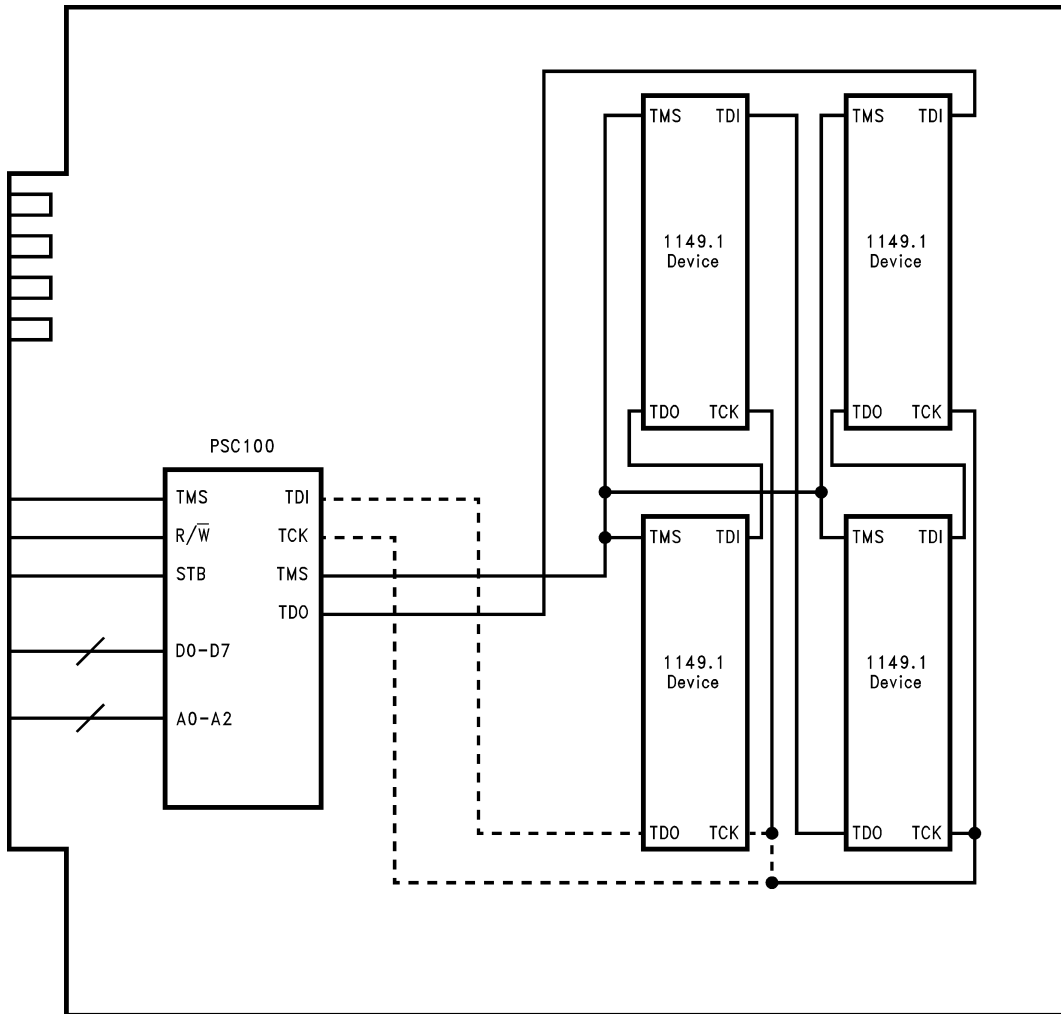 TMS TDI
TMS TDI
1149.1
Device
1149.1
Device
TDO TCK
TDO TCK
PSC100
TMS TDI
R/W̅ TCK
STB TMS
TDO
D0-D7
A0-A2
TMS TDI
TMS TDI
1149.1
Device
1149.1
Device
TDO TCK
TDO TCK